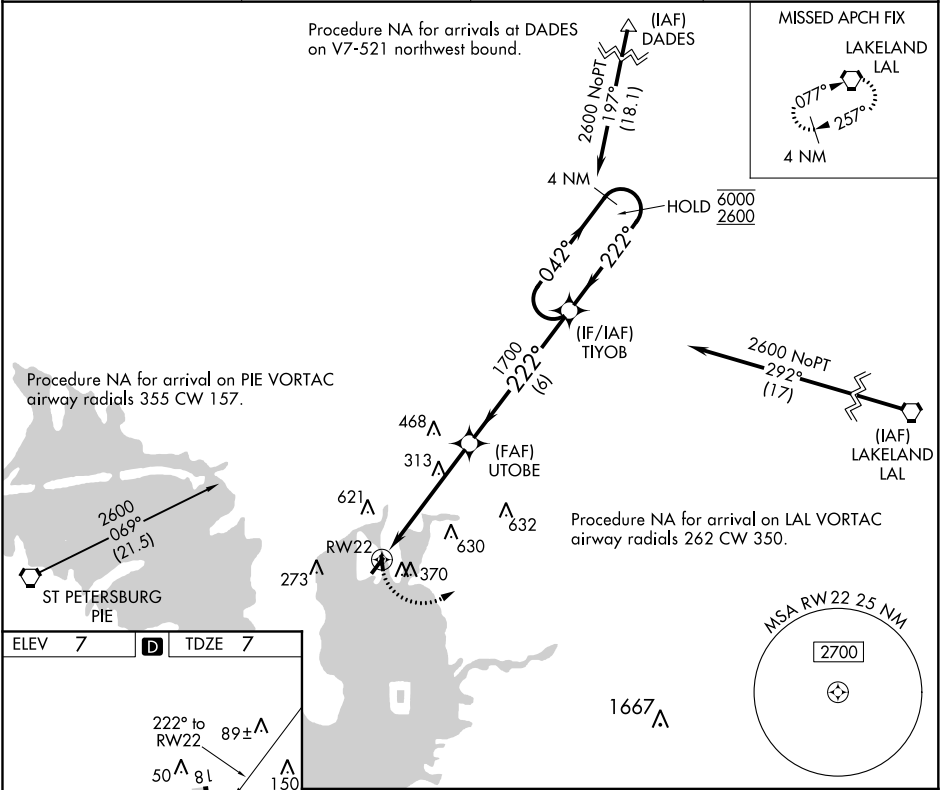 Procedure NA for arrivals at DADES
on V7-521 northwest bound.
(IAF)
DADES
MISSED APCH FIX
LAKELAND
LAL
077°
257°
4 NM
2600 NoPT
197°
(18.1)
4 NM
HOLD
6000
2600
042°
222°
(IF/IAF)
TIYOB
1700
222°
(6)
2600 NoPT
292°
(17)
(IAF)
LAKELAND
LAL
Procedure NA for arrival on PIE VORTAC
airway radials 355 CW 157.
468
(FAF)
UTOBE
313
621
632
630
Procedure NA for arrival on LAL VORTAC
airway radials 262 CW 350.
2600
069°
(21.5)
RW22
273
370
ST PETERSBURG
PIE
MSA RW 22 25 NM
2700
1667
ELEV 7
D
TDZE 7
222° to
RW22
89±
50
18
150